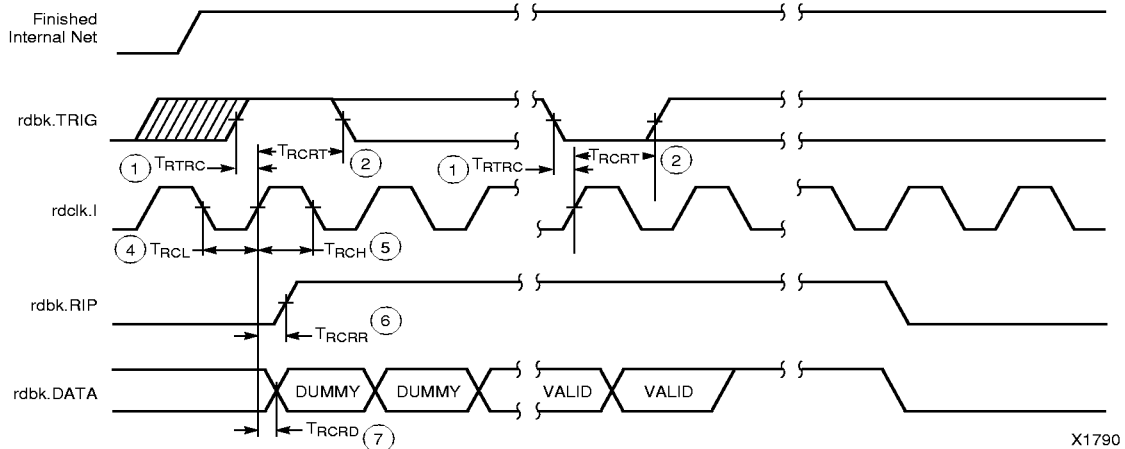 Finished
Internal Net
rdbk.TRIG
1 TRTRC
TRCRT 2
1 TRTRC
TRCRT 2
rdclk.I
4 TRCL
TRCH 5
rdbk.RIP
TRCRR 6
rdbk.DATA
DUMMY DUMMY VALID VALID
TRCRD 7
X1790